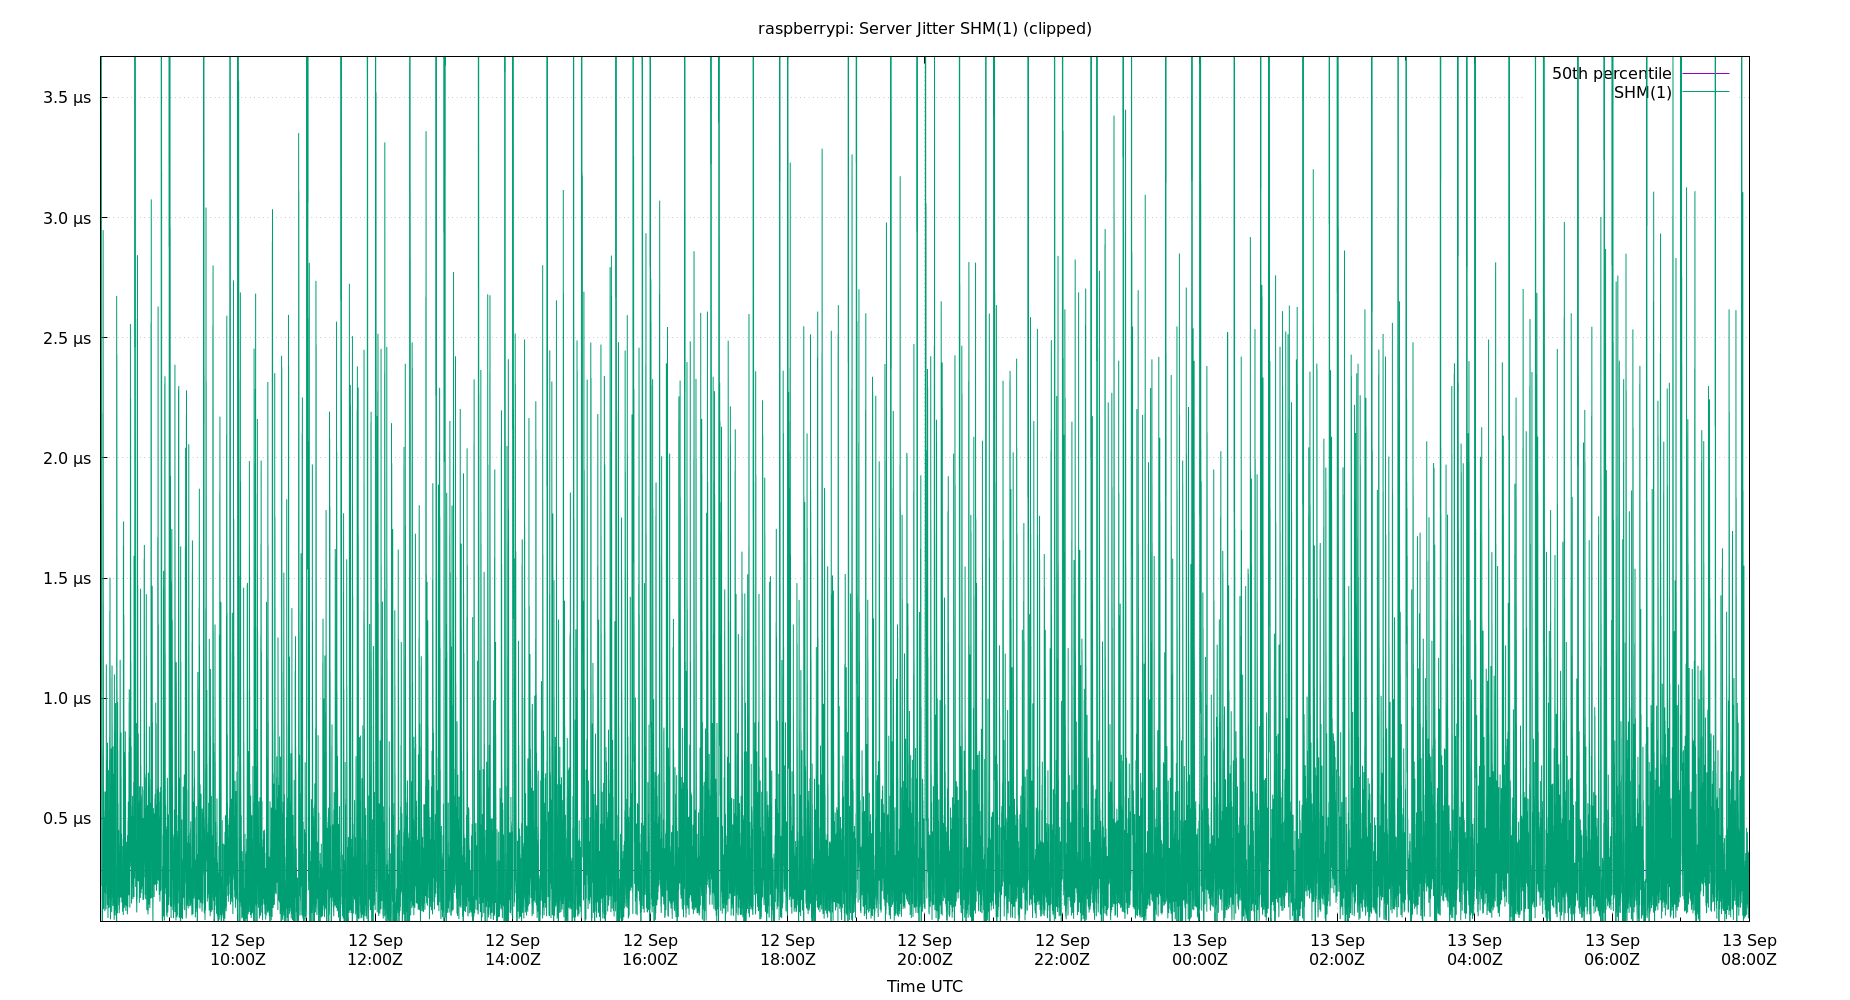 raspberrypi: Server Jitter SHM(1) (clipped)
50th percentile
SHM(1)
3.5 μs
3.0 μs
2.5 μs
2.0 μs
1.5 μs
1.0 μs
0.5 μs
12 Sep 12 Sep 12 Sep 12 Sep 12 Sep 12 Sep 12 Sep 13 Sep 13 Sep 13 Sep 13 Sep 13 Sep
10:00Z 12:00Z 14:00Z 16:00Z 18:00Z 20:00Z 22:00Z 00:00Z 02:00Z 04:00Z 06:00Z 08:00Z
Time UTC